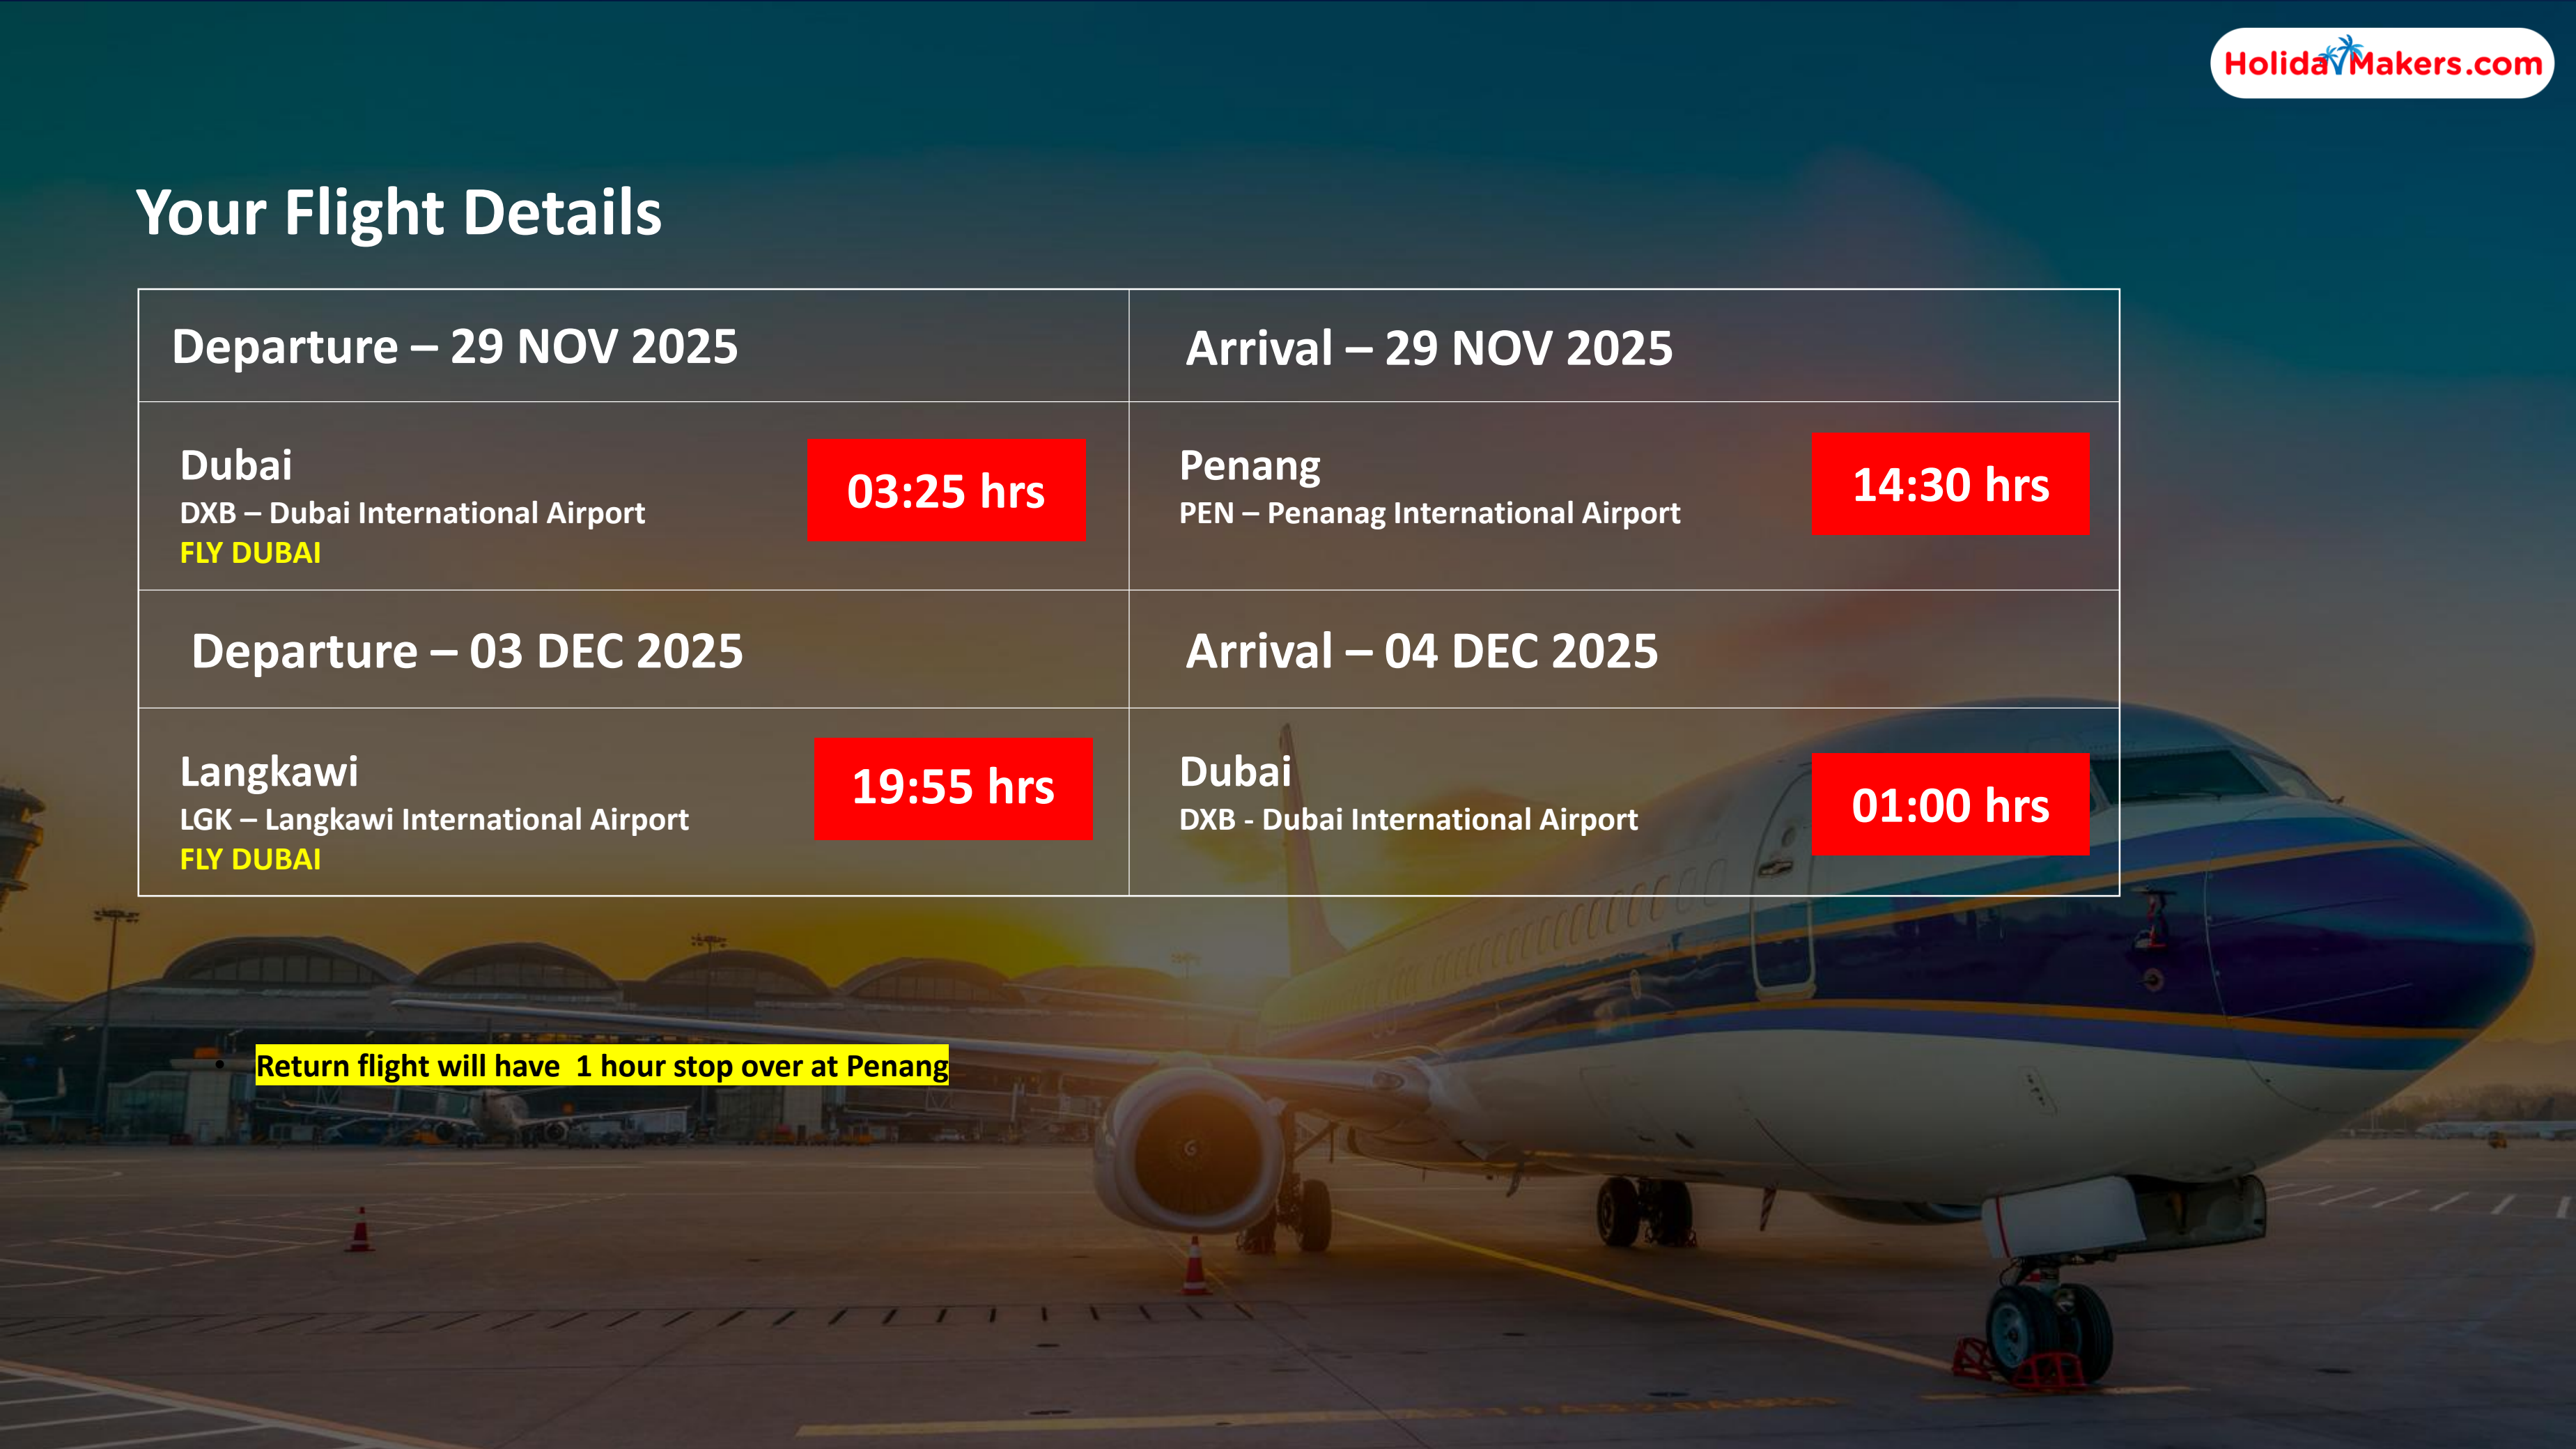 HolidayMakers.com
Your Flight Details
Departure – 29 NOV 2025
Arrival – 29 NOV 2025
Dubai
DXB – Dubai International Airport
FLY DUBAI
03:25 hrs
Penang
PEN – Penanag International Airport
14:30 hrs
Departure – 03 DEC 2025
Arrival – 04 DEC 2025
Langkawi
LGK – Langkawi International Airport
FLY DUBAI
19:55 hrs
Dubai
DXB - Dubai International Airport
01:00 hrs
• Return flight will have  1 hour stop over at Penang